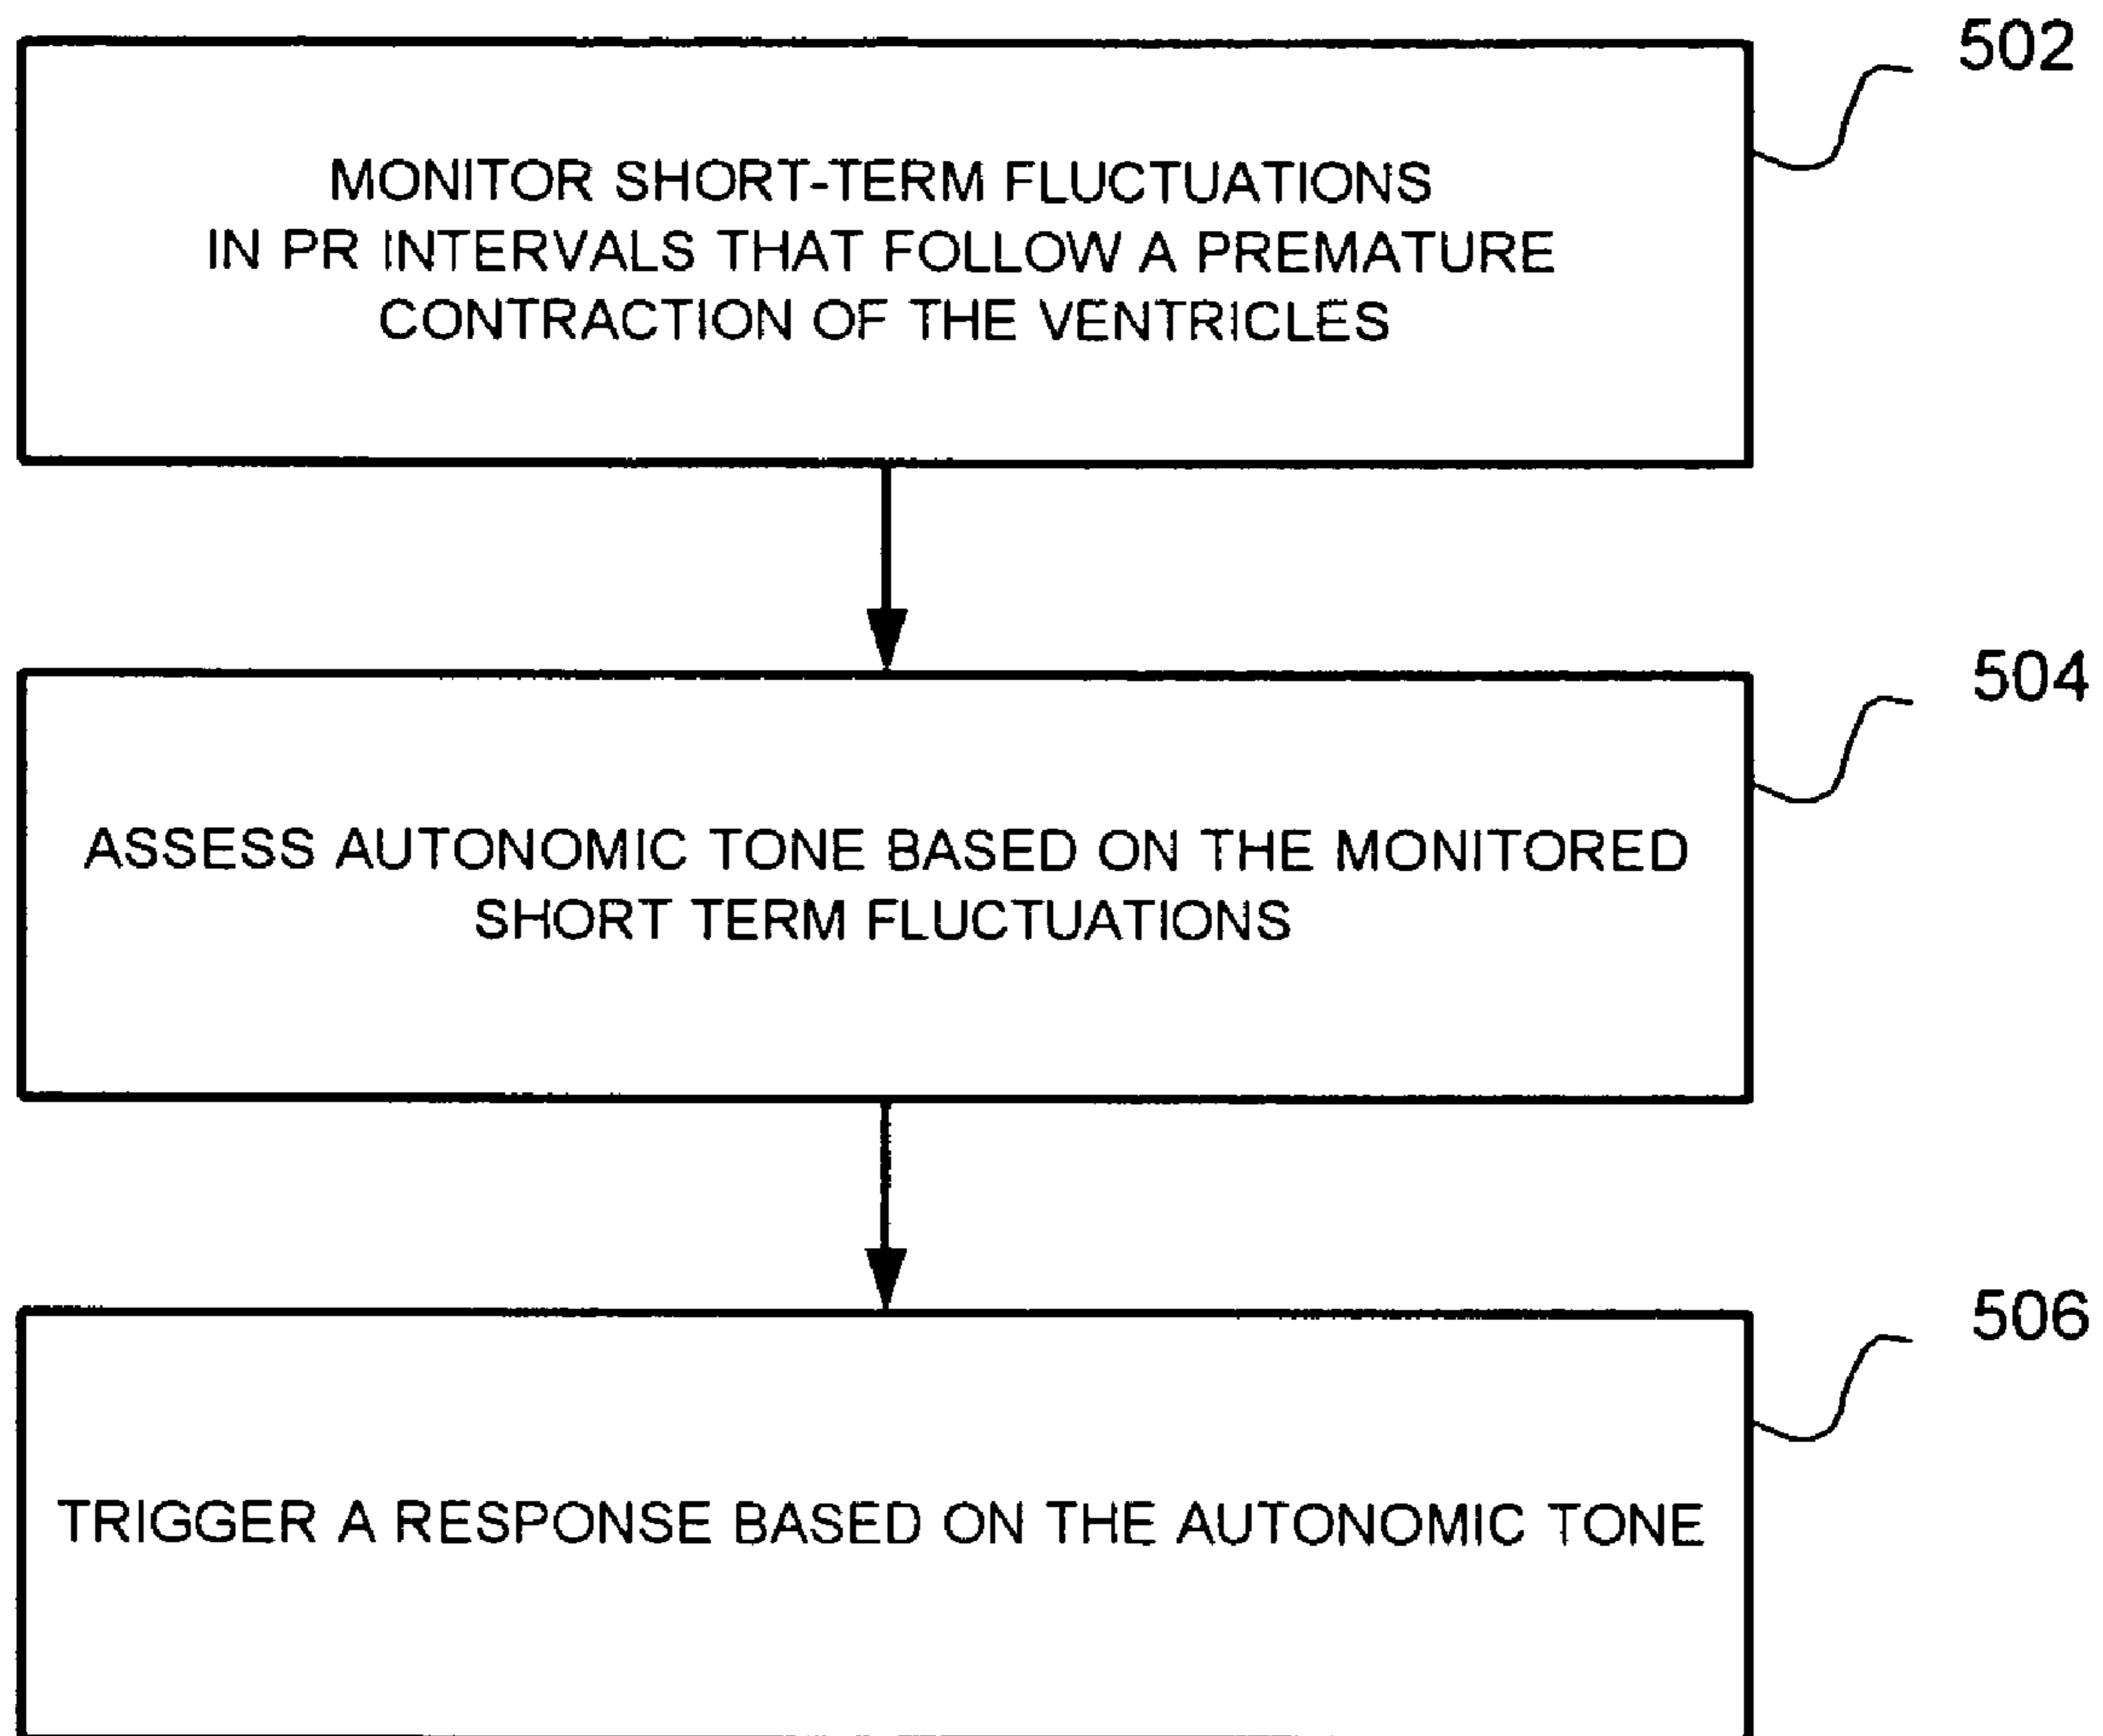 502
MONITOR SHORT-TERM FLUCTUATIONS
IN PR INTERVALS THAT FOLLOW A PREMATURE
CONTRACTION OF THE VENTRICLES
504
ASSESS AUTONOMIC TONE BASED ON THE MONITORED
SHORT TERM FLUCTUATIONS
506
TRIGGER A RESPONSE BASED ON THE AUTONOMIC TONE